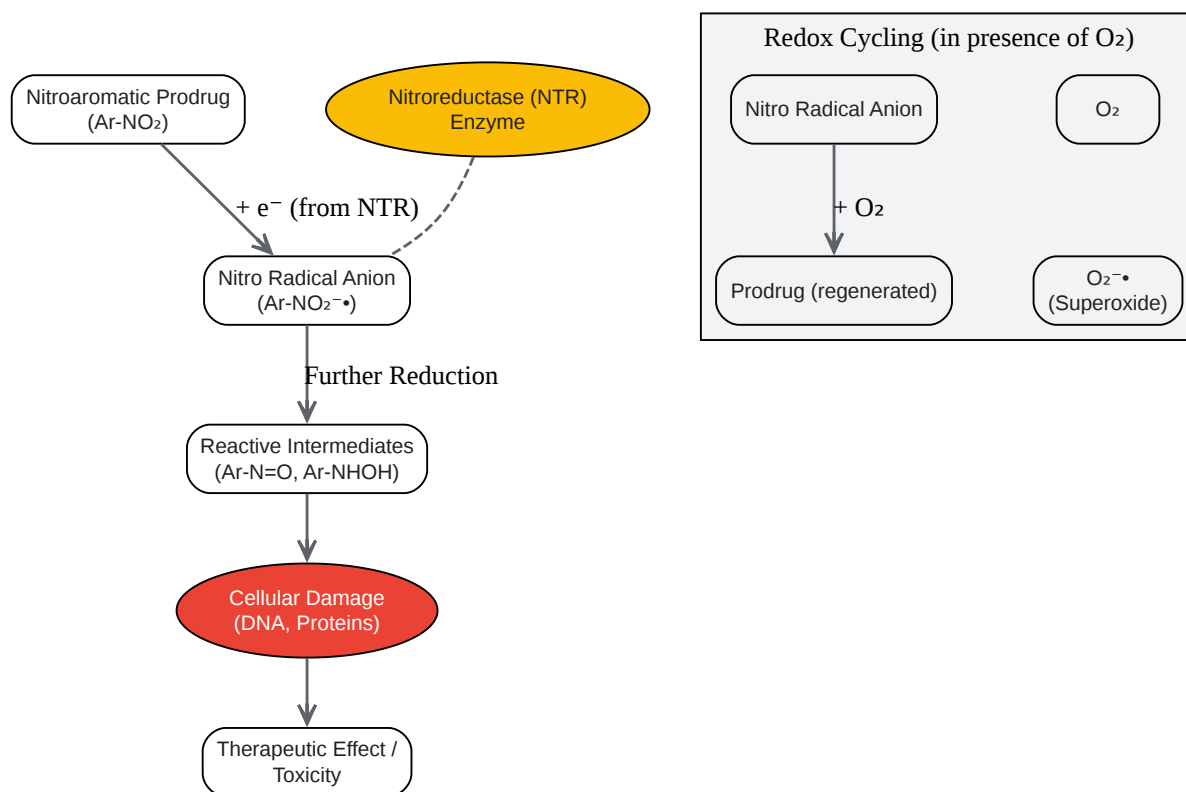 Nitroaromatic Prodrug
(Ar-NO₂)
Nitroreductase (NTR)
Enzyme
+ e⁻ (from NTR)
Nitro Radical Anion
(Ar-NO₂⁻•)
Further Reduction
Reactive Intermediates
(Ar-N=O, Ar-NHOH)
Cellular Damage
(DNA, Proteins)
Therapeutic Effect /
Toxicity
Redox Cycling (in presence of O₂)
Nitro Radical Anion
O₂
+ O₂
Prodrug (regenerated)
O₂⁻•
(Superoxide)